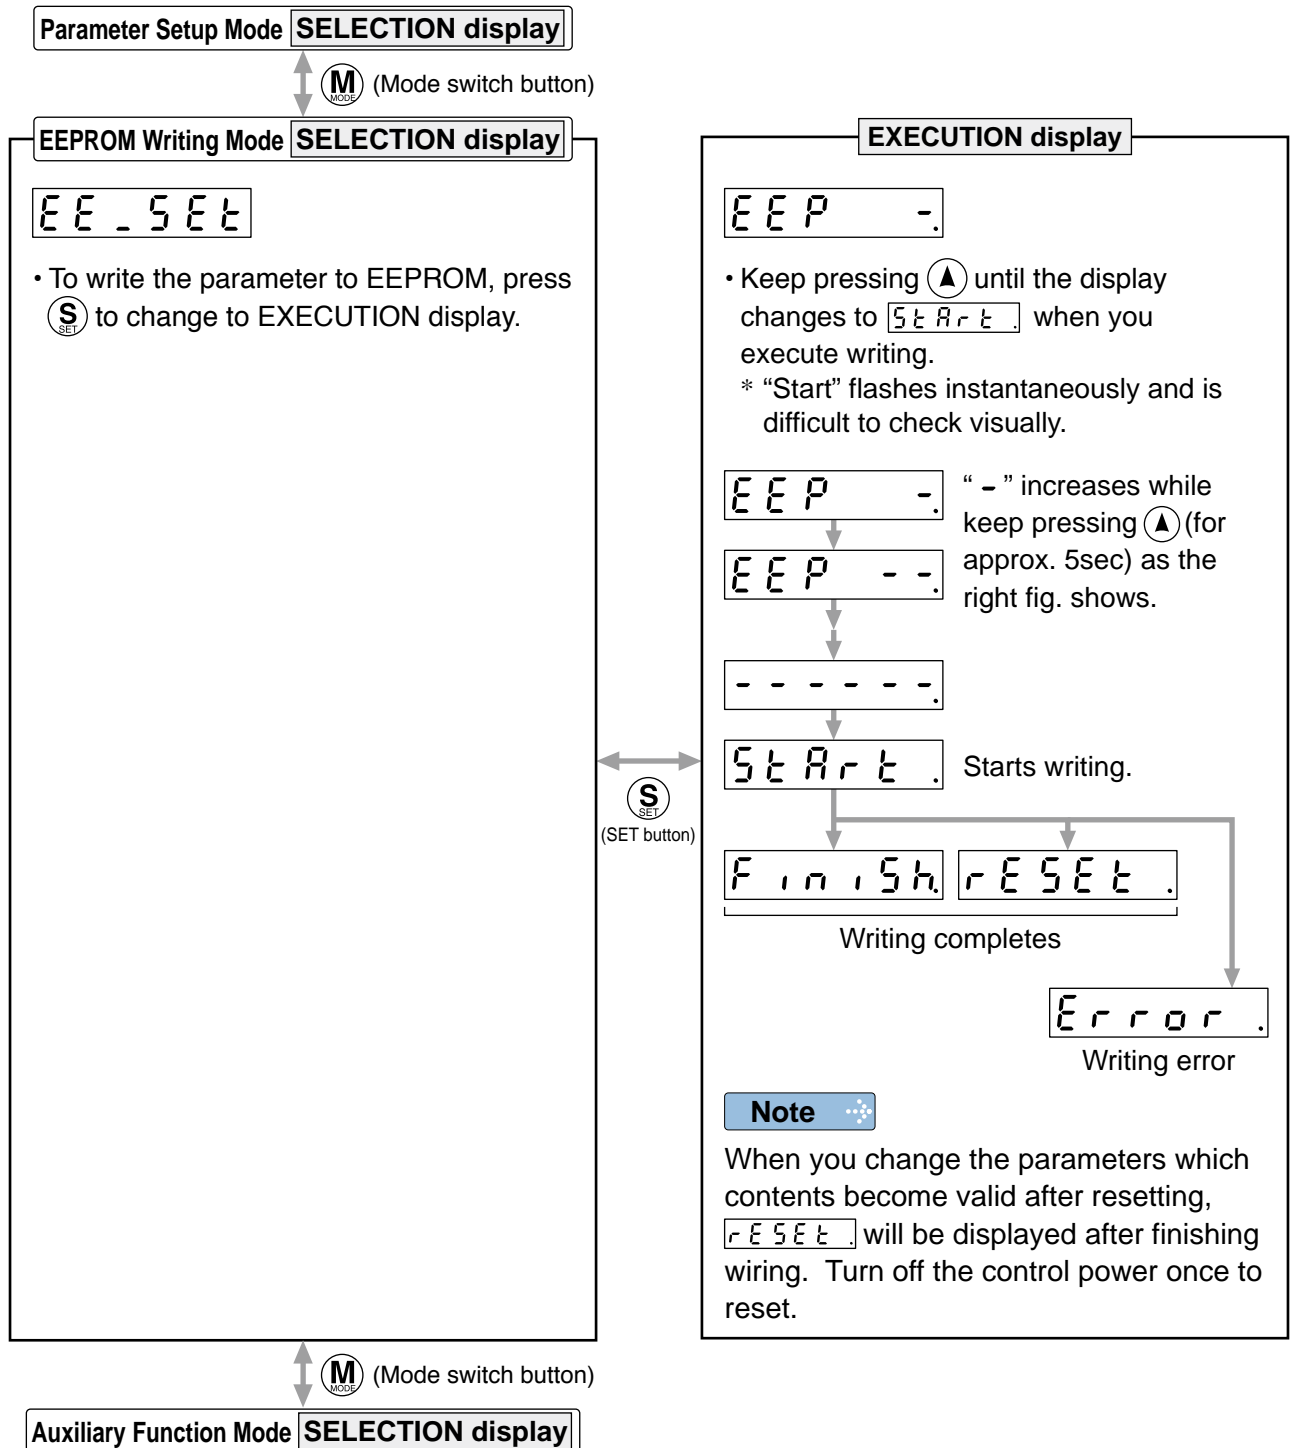 Parameter Setup Mode SELECTION display
M MODE (Mode switch button)
EEPROM Writing Mode SELECTION display
EE_SEt
• To write the parameter to EEPROM, press
S SET to change to EXECUTION display.
S SET
(SET button)
EXECUTION display
EEP -.
• Keep pressing ▲ until the display
changes to StArt . when you
execute writing.
* “Start” flashes instantaneously and is
difficult to check visually.
EEP -.
“ - ” increases while
keep pressing ▲ (for
approx. 5sec) as the
right fig. shows.
EEP --.
------.
StArt . Starts writing.
FiniSh. rESEt .
Writing completes
Error .
Writing error
Note
When you change the parameters which
contents become valid after resetting,
rESEt . will be displayed after finishing
wiring. Turn off the control power once to
reset.
M MODE (Mode switch button)
Auxiliary Function Mode SELECTION display